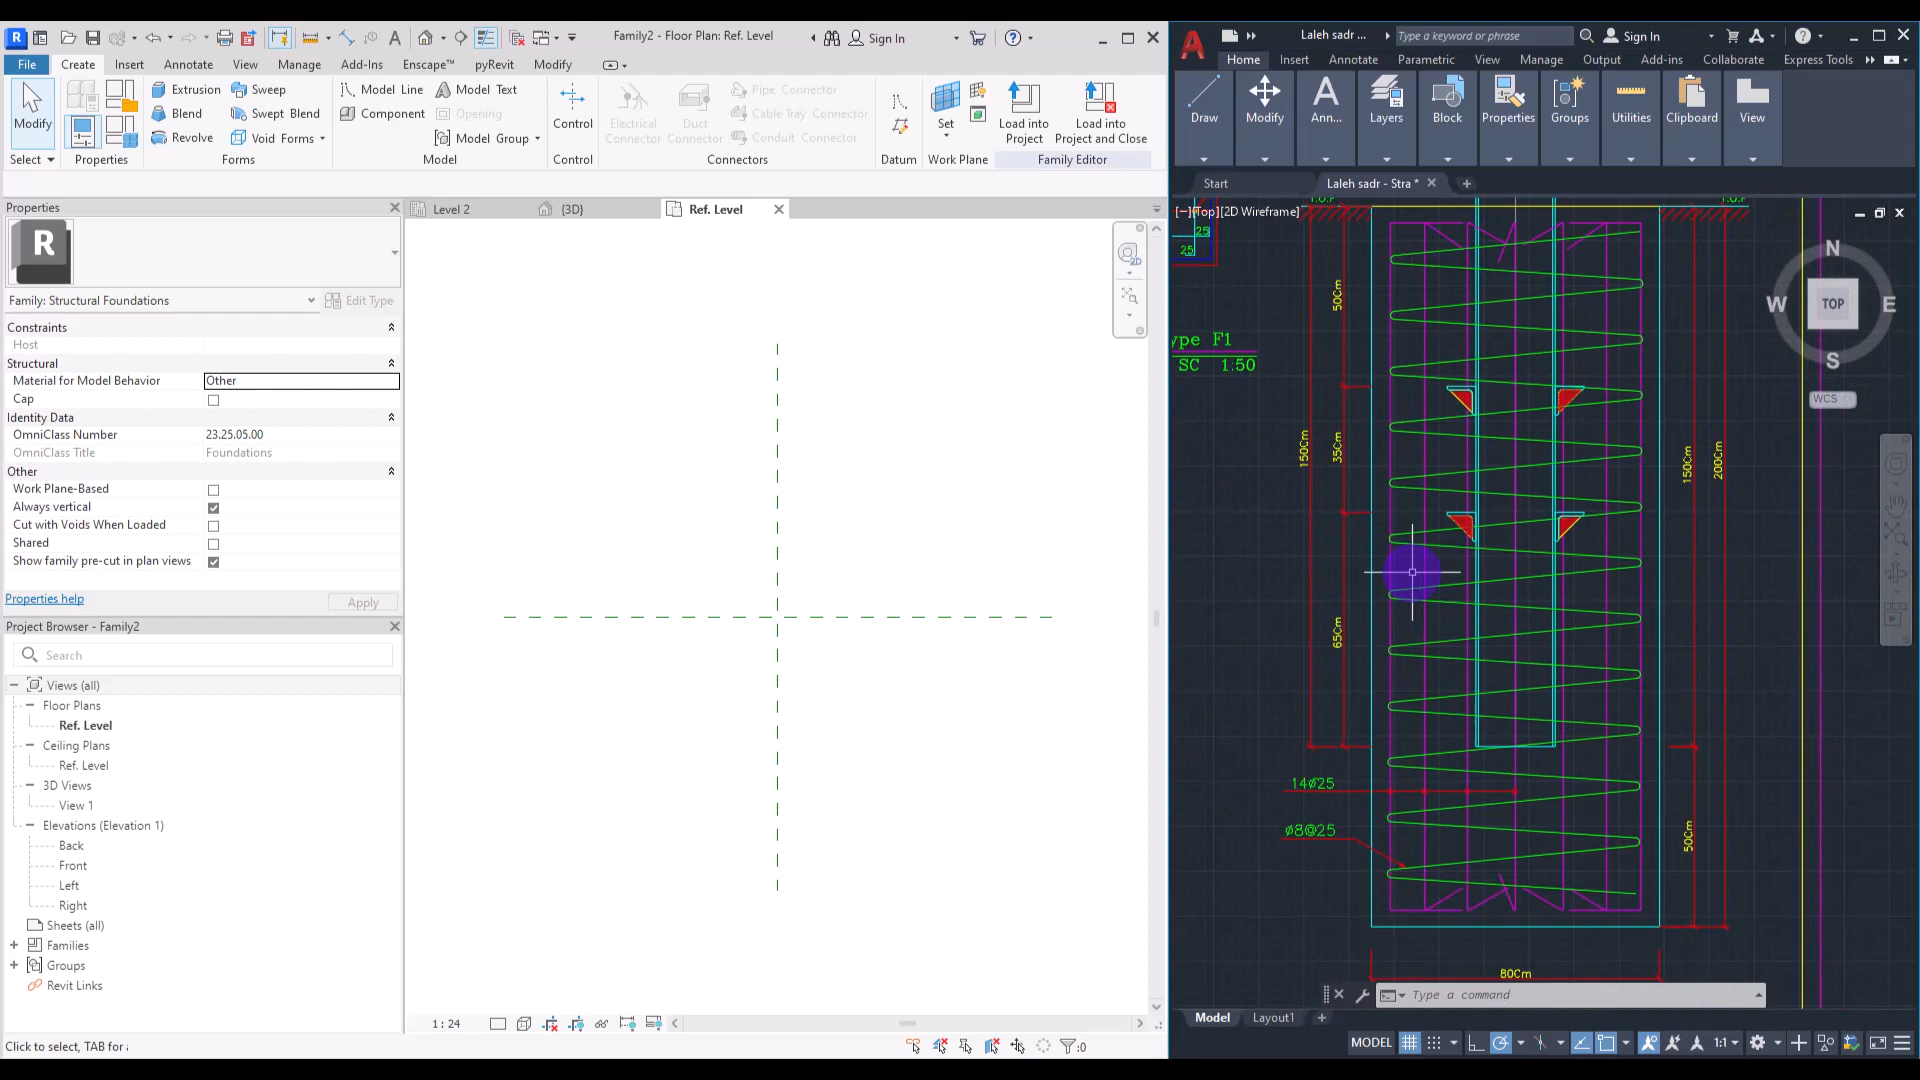 Family2 - Floor Plan: Ref. Level
Sign In
File
Create
Insert
Annotate
View
Manage
Add-Ins
Enscape™
pyRevit
Modify
Modify
Select
Properties
Extrusion
Blend
Revolve
Sweep
Swept Blend
Void Forms
Forms
Model Line
Component
Model Text
Opening
Model Group
Model
Control
Control
Electrical
Connector
Duct
Connector
Pipe Connector
Cable Tray Connector
Conduit Connector
Connectors
Datum
Set
Work Plane
Load into
Project
Load into
Project and Close
Family Editor
Properties
R
Family: Structural Foundations
Edit Type
Constraints
Host
Structural
Material for Model Behavior
Other
Cap
Identity Data
OmniClass Number
23.25.05.00
OmniClass Title
Foundations
Other
Work Plane-Based
Always vertical
Cut with Voids When Loaded
Shared
Show family pre-cut in plan views
Properties help
Apply
Project Browser - Family2
Search
Views (all)
Floor Plans
Ref. Level
Ceiling Plans
Ref. Level
3D Views
View 1
Elevations (Elevation 1)
Back
Front
Left
Right
Sheets (all)
Families
Groups
Revit Links
Click to select, TAB for
Level 2
{3D}
Ref. Level
2D
1 : 24
:0
Laleh sadr ...
Type a keyword or phrase
Sign In
Home
Insert
Annotate
Parametric
View
Manage
Output
Add-ins
Collaborate
Express Tools
Draw
Modify
Ann...
Layers
Block
Properties
Groups
Utilities
Clipboard
View
Start
Laleh sadr - Stra *
[−][Top][2D Wireframe]
25
25
ype F1
SC 1:50
50Cm
150Cm
35Cm
65Cm
150Cm
200Cm
50Cm
14ø25
ø8@25
80Cm
N
W
TOP
E
S
WCS
Type a command
Model
Layout1
MODEL
1:1